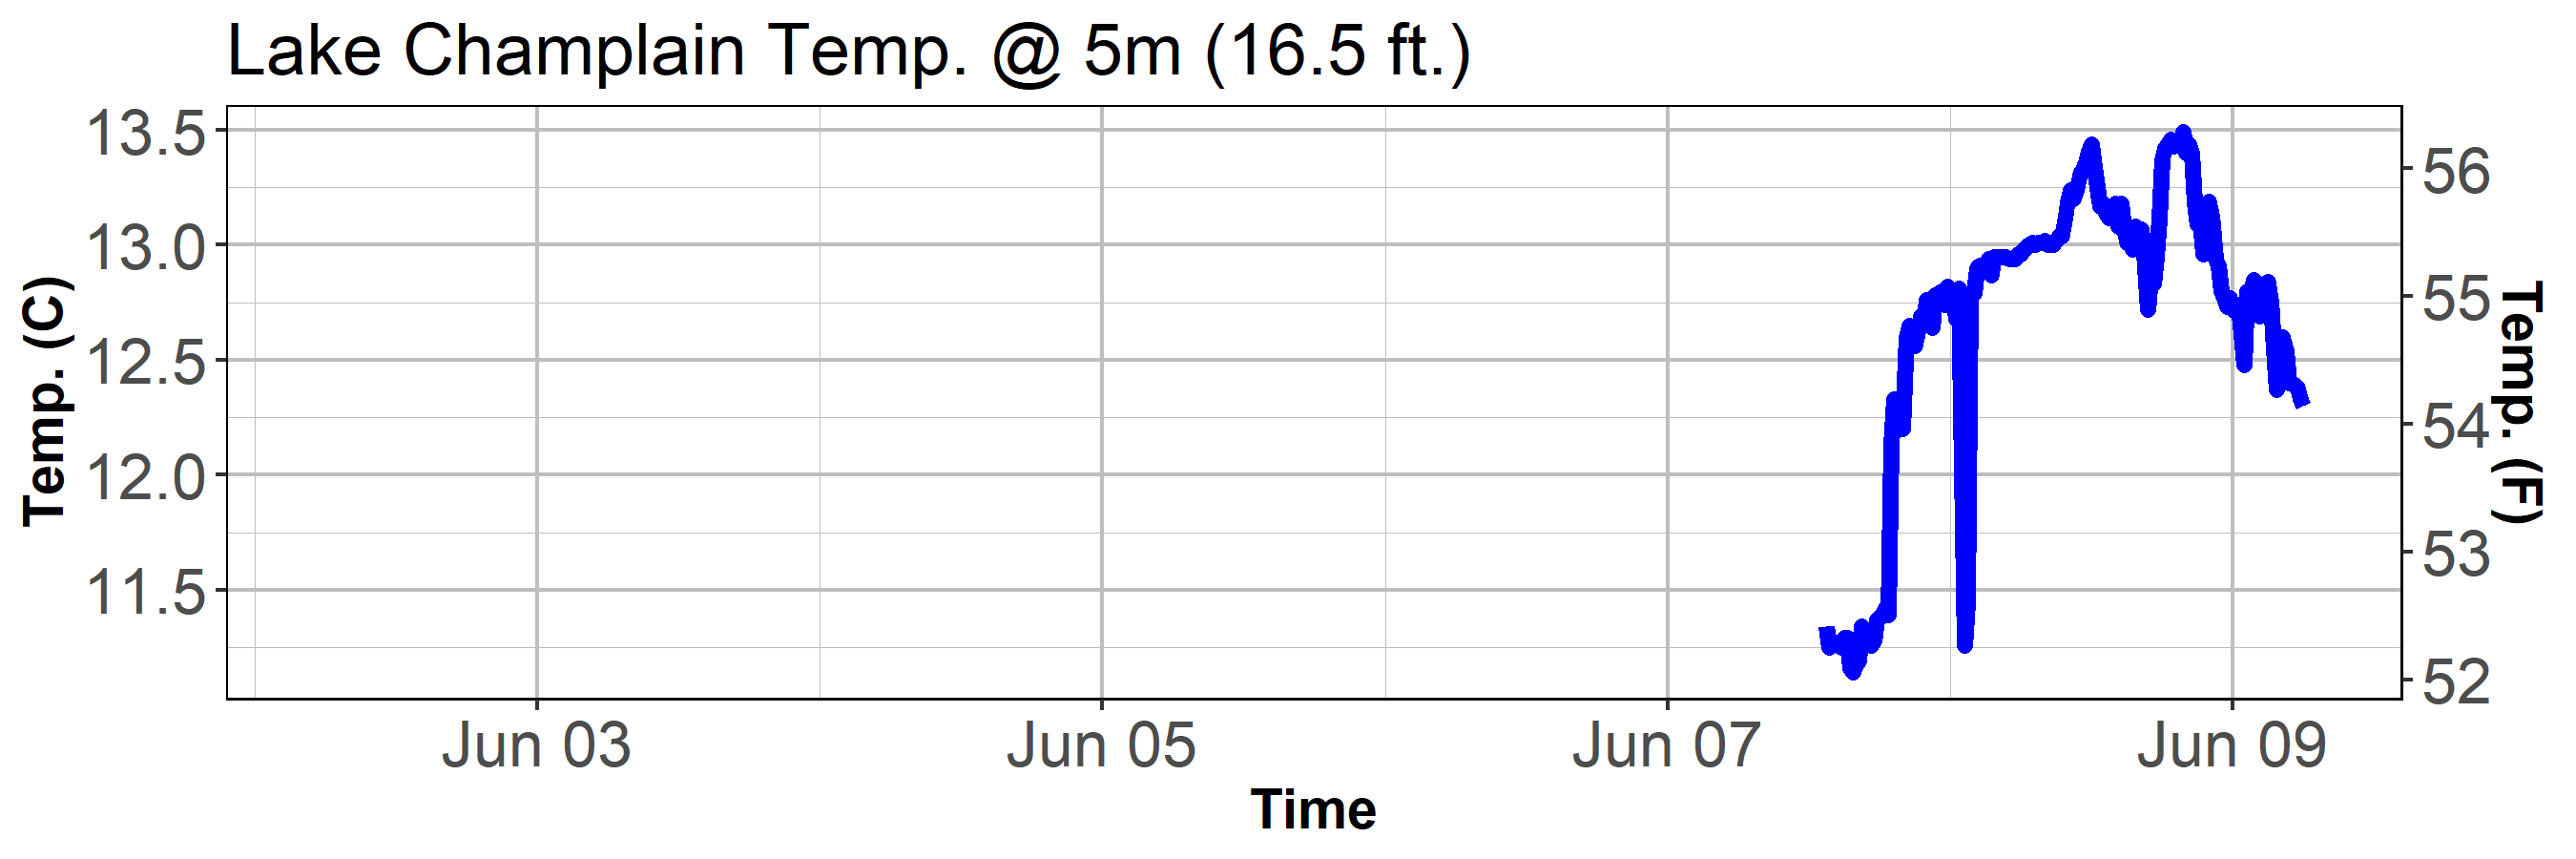 Lake Champlain Temp. @ 5m (16.5 ft.)
13.5
13.0
12.5
12.0
11.5
Temp. (C)
56
55
54
53
52
Temp. (F)
Jun 03 Jun 05 Jun 07 Jun 09
Time